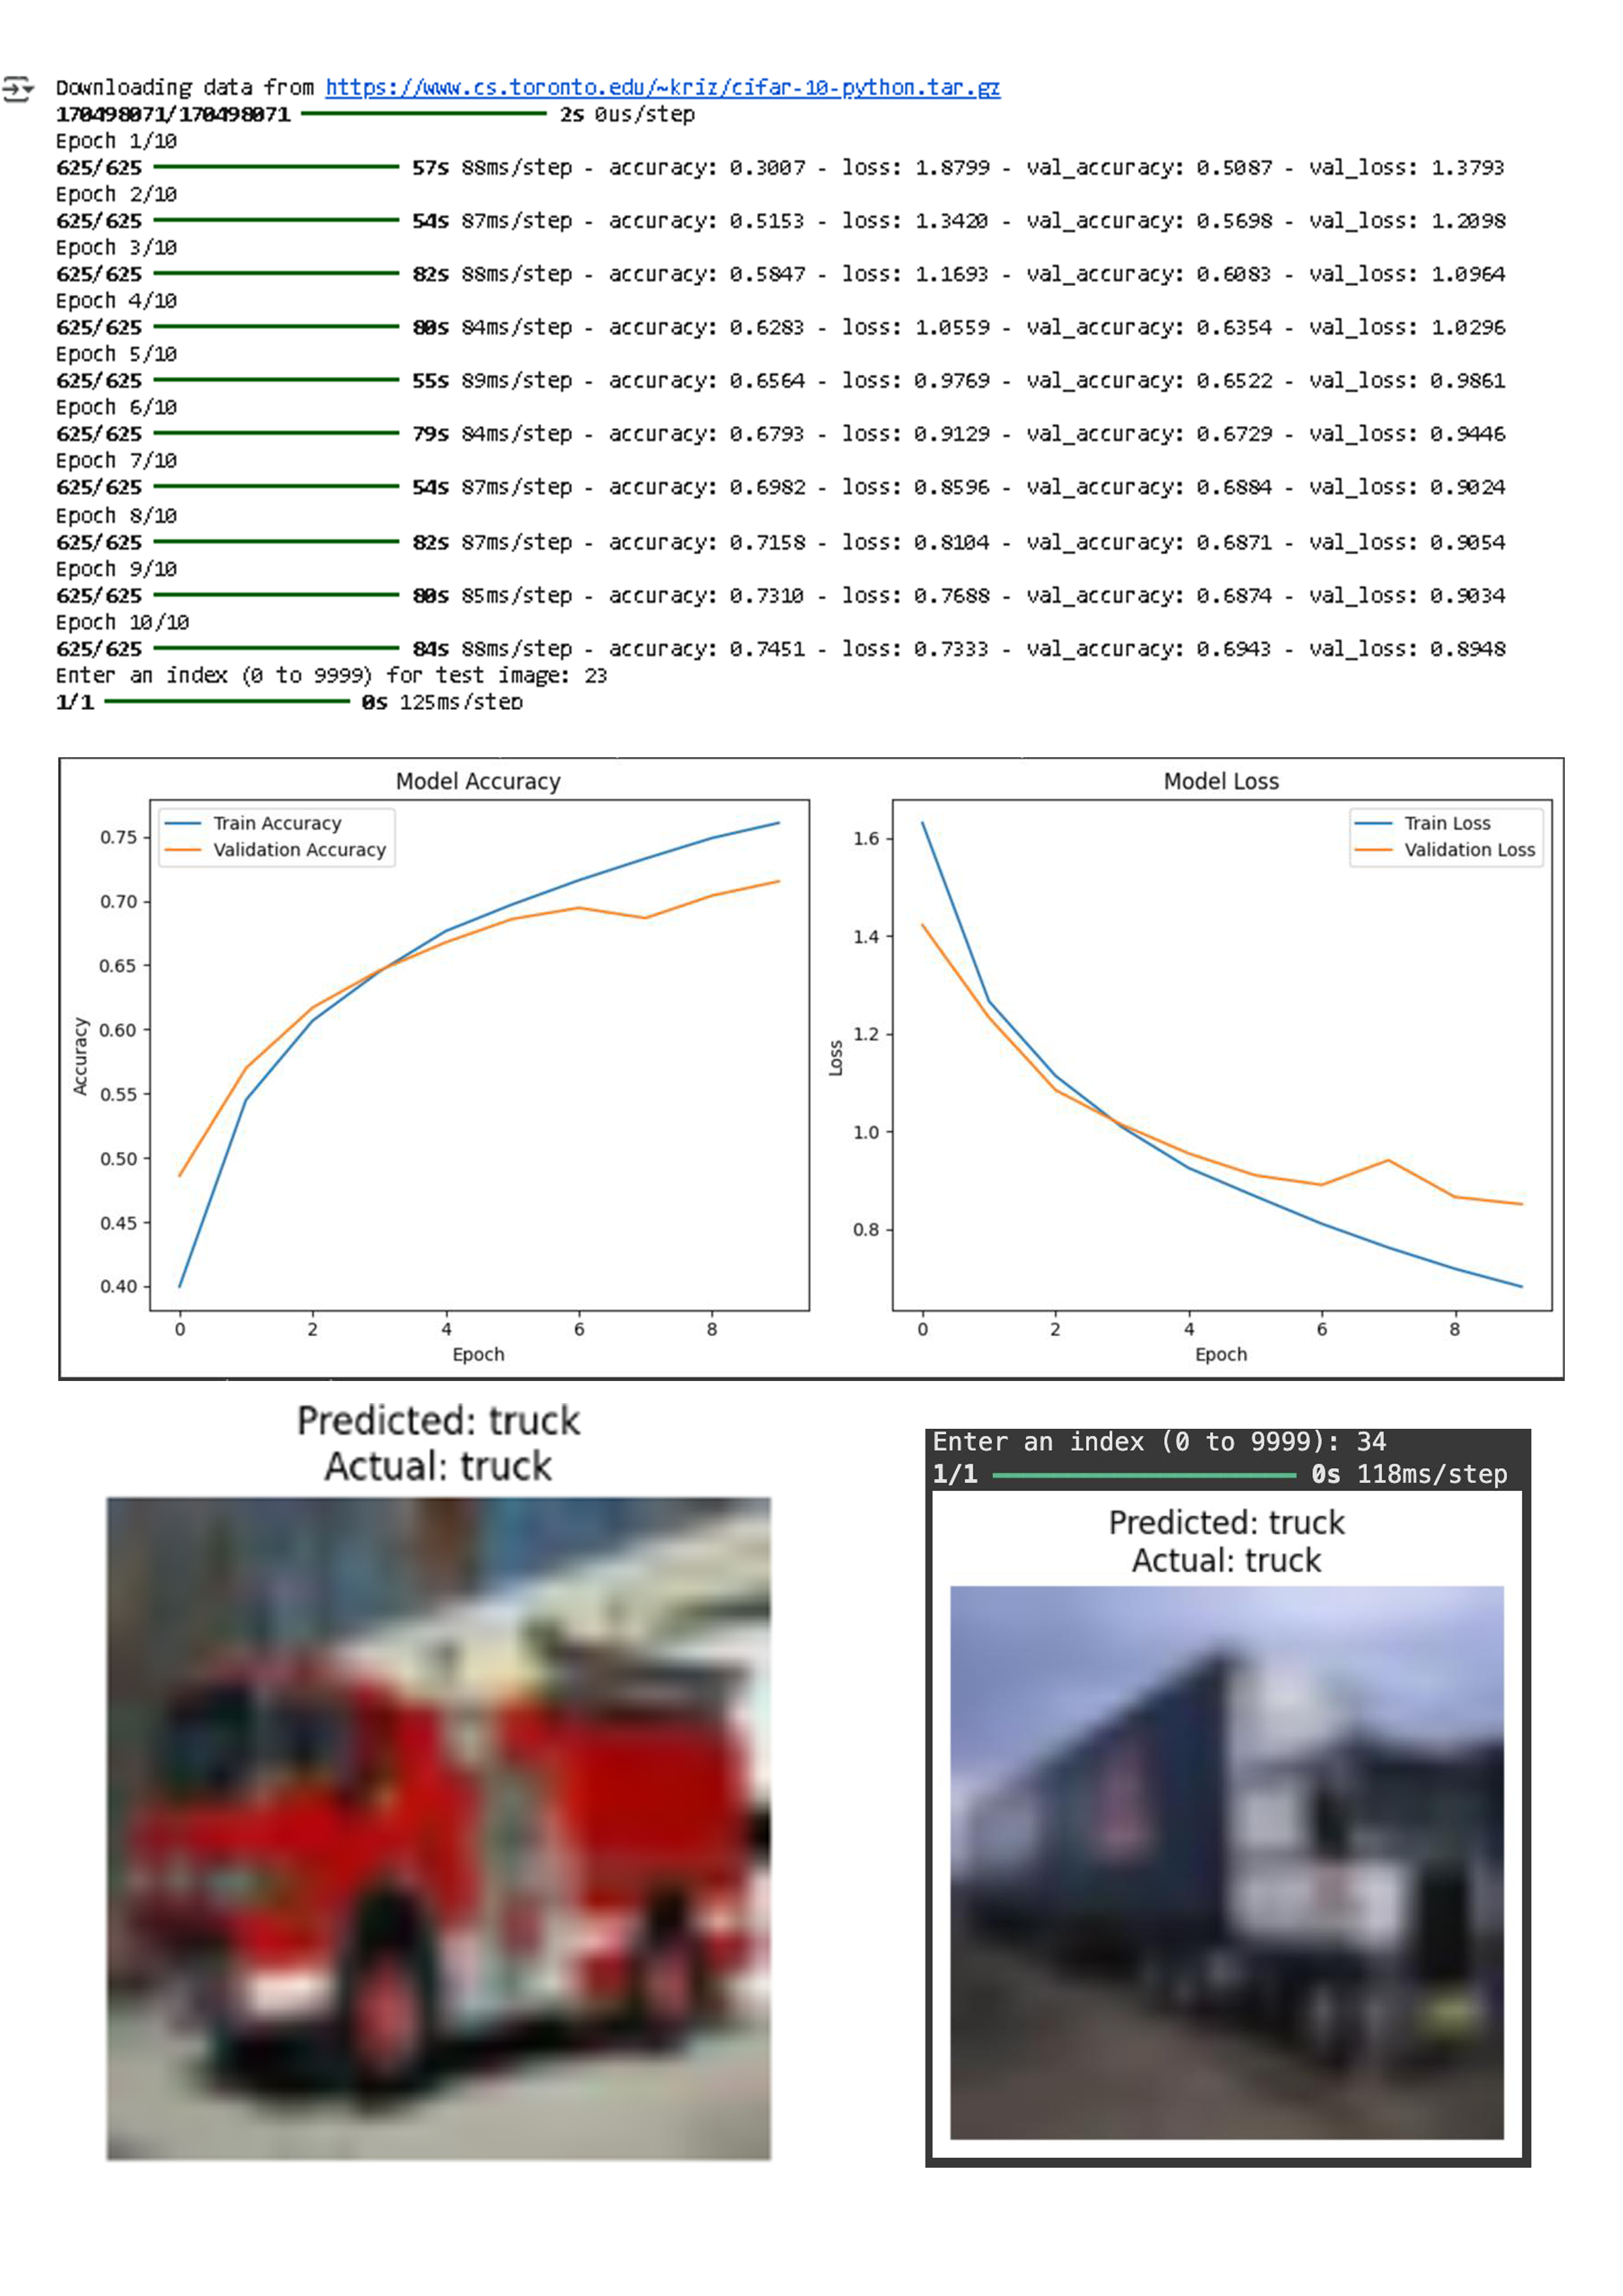 Downloading data from https://www.cs.toronto.edu/~kriz/cifar-10-python.tar.gz
170498071/170498071 2s 0us/step
Epoch 1/10
625/625 57s 88ms/step - accuracy: 0.3007 - loss: 1.8799 - val_accuracy: 0.5087 - val_loss: 1.3793
Epoch 2/10
625/625 54s 87ms/step - accuracy: 0.5153 - loss: 1.3420 - val_accuracy: 0.5698 - val_loss: 1.2098
Epoch 3/10
625/625 82s 88ms/step - accuracy: 0.5847 - loss: 1.1693 - val_accuracy: 0.6083 - val_loss: 1.0964
Epoch 4/10
625/625 80s 84ms/step - accuracy: 0.6283 - loss: 1.0559 - val_accuracy: 0.6354 - val_loss: 1.0296
Epoch 5/10
625/625 55s 89ms/step - accuracy: 0.6564 - loss: 0.9769 - val_accuracy: 0.6522 - val_loss: 0.9861
Epoch 6/10
625/625 79s 84ms/step - accuracy: 0.6793 - loss: 0.9129 - val_accuracy: 0.6729 - val_loss: 0.9446
Epoch 7/10
625/625 54s 87ms/step - accuracy: 0.6982 - loss: 0.8596 - val_accuracy: 0.6884 - val_loss: 0.9024
Epoch 8/10
625/625 82s 87ms/step - accuracy: 0.7158 - loss: 0.8104 - val_accuracy: 0.6871 - val_loss: 0.9054
Epoch 9/10
625/625 80s 85ms/step - accuracy: 0.7310 - loss: 0.7688 - val_accuracy: 0.6874 - val_loss: 0.9034
Epoch 10/10
625/625 84s 88ms/step - accuracy: 0.7451 - loss: 0.7333 - val_accuracy: 0.6943 - val_loss: 0.8948
Enter an index (0 to 9999) for test image: 23
1/1 0s 125ms/step
Model Accuracy
Train Accuracy
Validation Accuracy
0.75
0.70
0.65
0.60
0.55
0.50
0.45
0.40
Accuracy
0 2 4 6 8
Epoch
Model Loss
Train Loss
Validation Loss
1.6
1.4
1.2
1.0
0.8
Loss
0 2 4 6 8
Epoch
Predicted: truck
Actual: truck
Enter an index (0 to 9999): 34
1/1 0s 118ms/step
Predicted: truck
Actual: truck